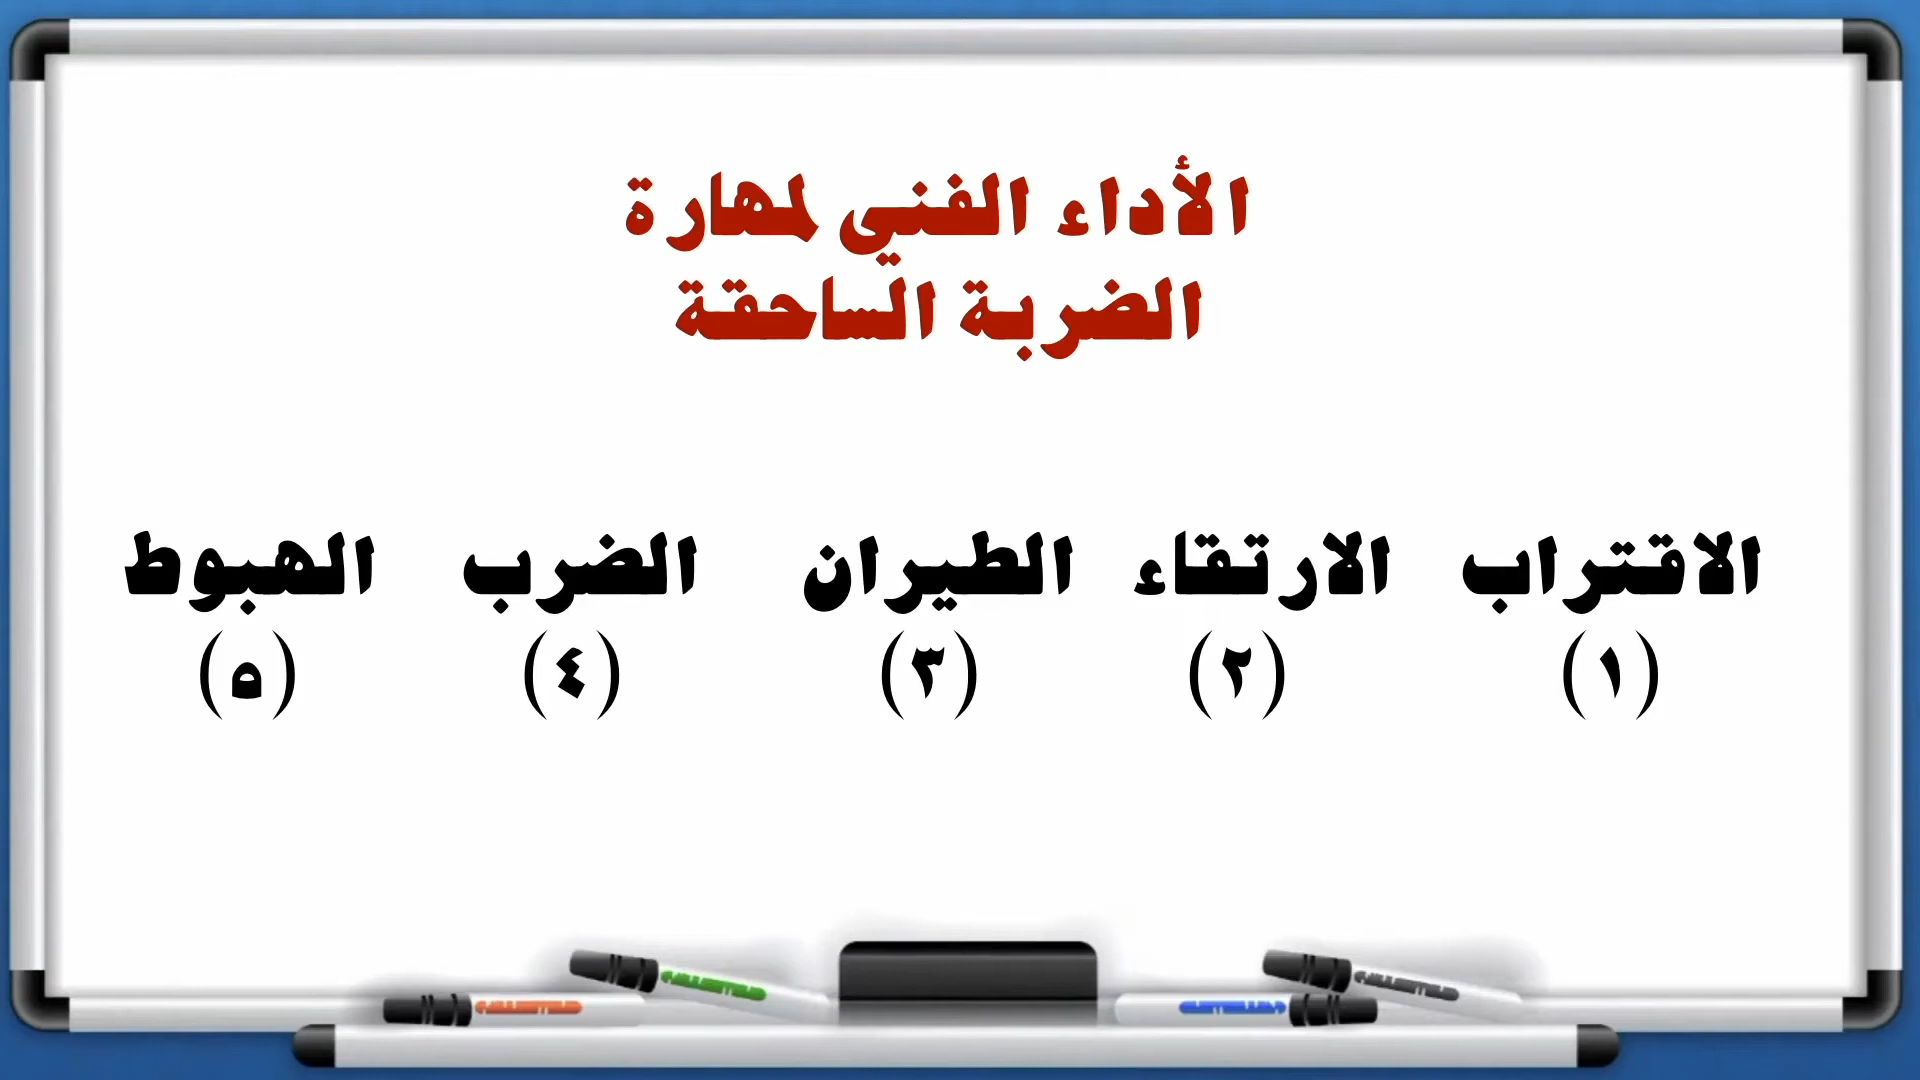 الأداء الفني لمهارة
الضربة الساحقة
الاقتراب الارتقاء الطيران الضرب الهبوط
(١) (٢) (٣) (٤) (٥)